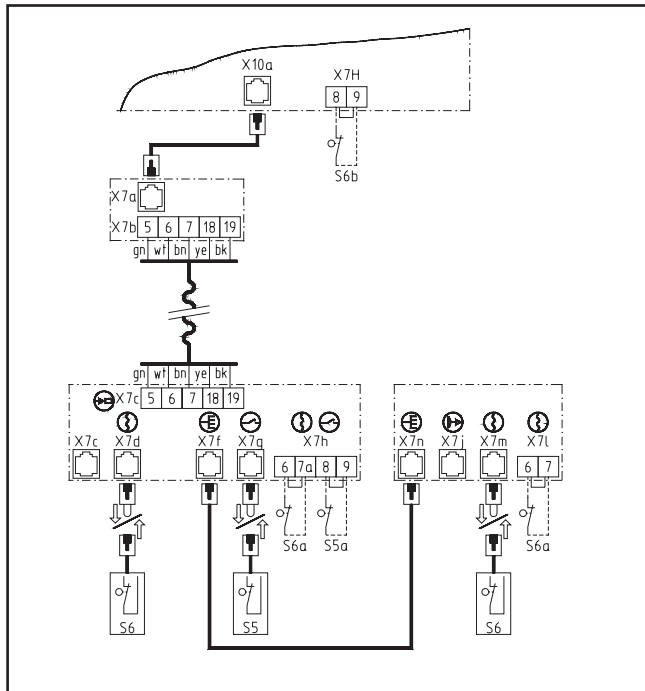 X10a X7H
8 9
S6b
X7a
X7b 5 6 7 18 19
gn wt bn ye bk
gn wt bn ye bk
X7c 5 6 7 18 19
X7c X7d X7f X7g X7h X7n X7j X7m X7l
6 7a 8 9 6 7
S6a S5a S6a
S6 S5 S6